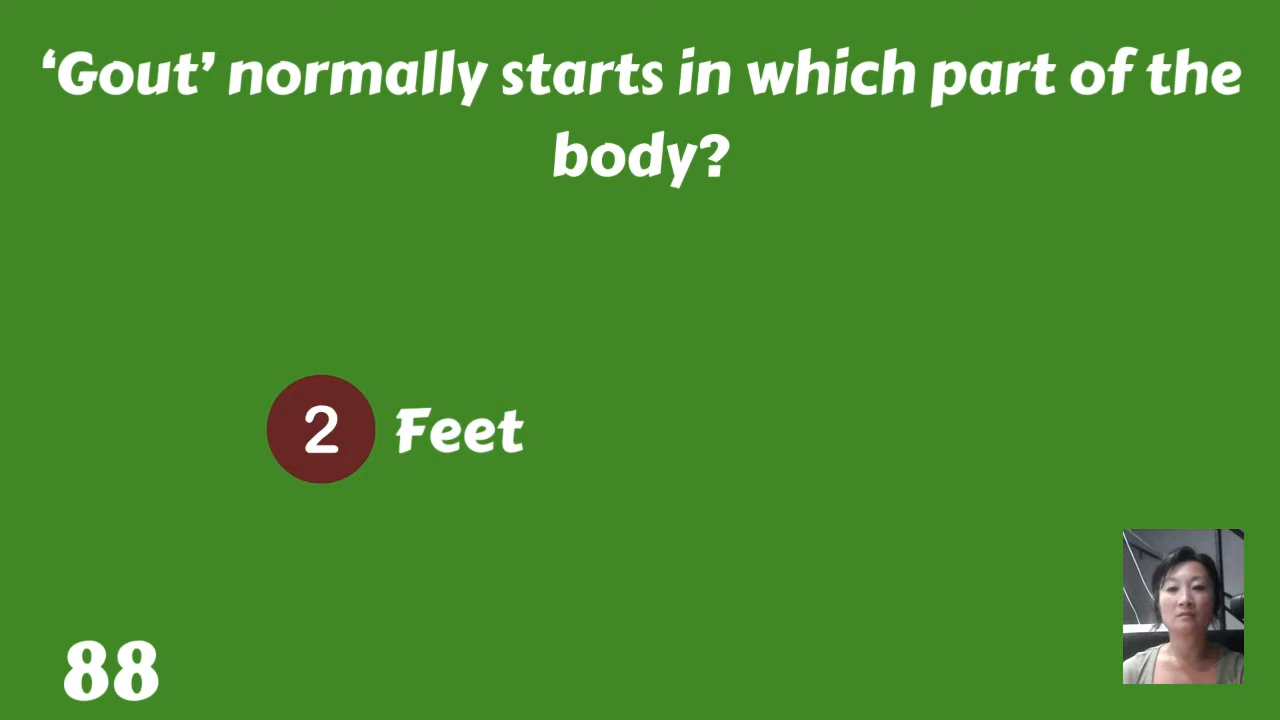 ‘Gout’ normally starts in which part of the
body?
2 Feet
88